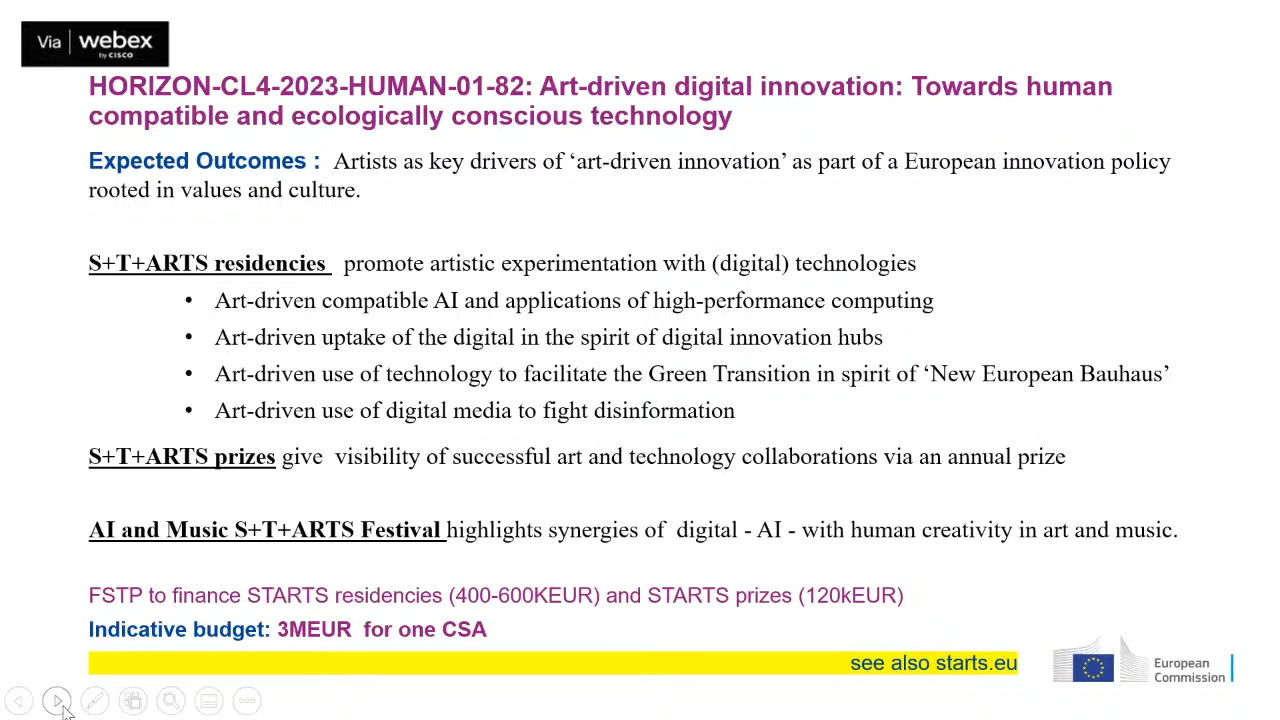 Via | webex
by CISCO
HORIZON-CL4-2023-HUMAN-01-82: Art-driven digital innovation: Towards human
compatible and ecologically conscious technology
Expected Outcomes : Artists as key drivers of ‘art-driven innovation’ as part of a European innovation policy
rooted in values and culture.
S+T+ARTS residencies promote artistic experimentation with (digital) technologies
• Art-driven compatible AI and applications of high-performance computing
• Art-driven uptake of the digital in the spirit of digital innovation hubs
• Art-driven use of technology to facilitate the Green Transition in spirit of ‘New European Bauhaus’
• Art-driven use of digital media to fight disinformation
S+T+ARTS prizes give visibility of successful art and technology collaborations via an annual prize
AI and Music S+T+ARTS Festival highlights synergies of digital - AI - with human creativity in art and music.
FSTP to finance STARTS residencies (400-600KEUR) and STARTS prizes (120kEUR)
Indicative budget: 3MEUR for one CSA
see also starts.eu
European
Commission